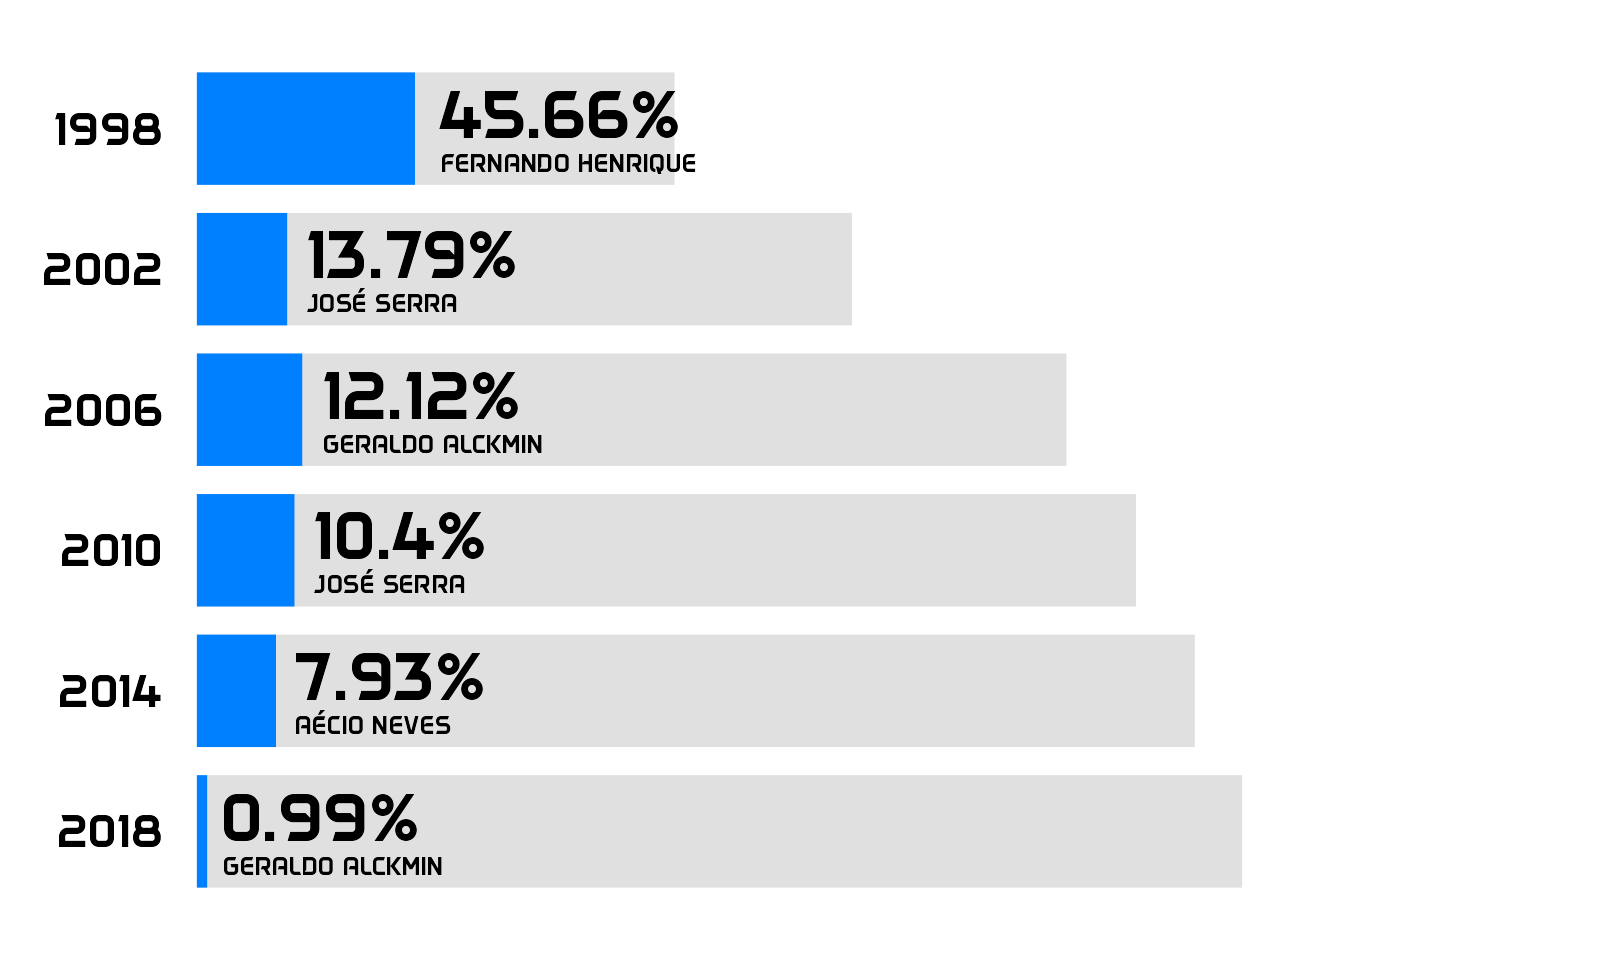 1998
45.66%
FERNANDO HENRIQUE
2002
13.79%
JOSÉ SERRA
2006
12.12%
GERALDO ALCKMIN
2010
10.4%
JOSÉ SERRA
2014
7.93%
AÉCIO NEVES
2018
0.99%
GERALDO ALCKMIN